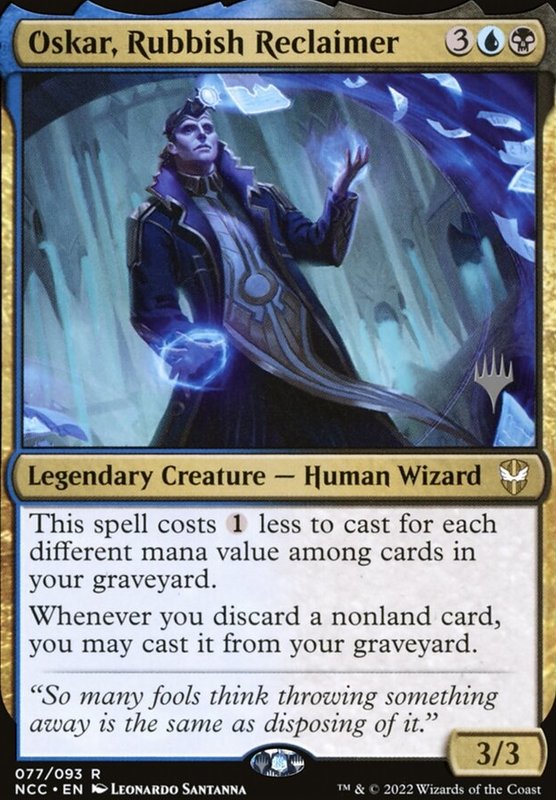 Oskar, Rubbish Reclaimer 3
Legendary Creature — Human Wizard
This spell costs 1 less to cast for each
different mana value among cards in
your graveyard.
Whenever you discard a nonland card,
you may cast it from your graveyard.
“So many fools think throwing something
away is the same as disposing of it.”
3/3
077/093 R
NCC • EN Leonardo Santanna
™ & © 2022 Wizards of the Coast